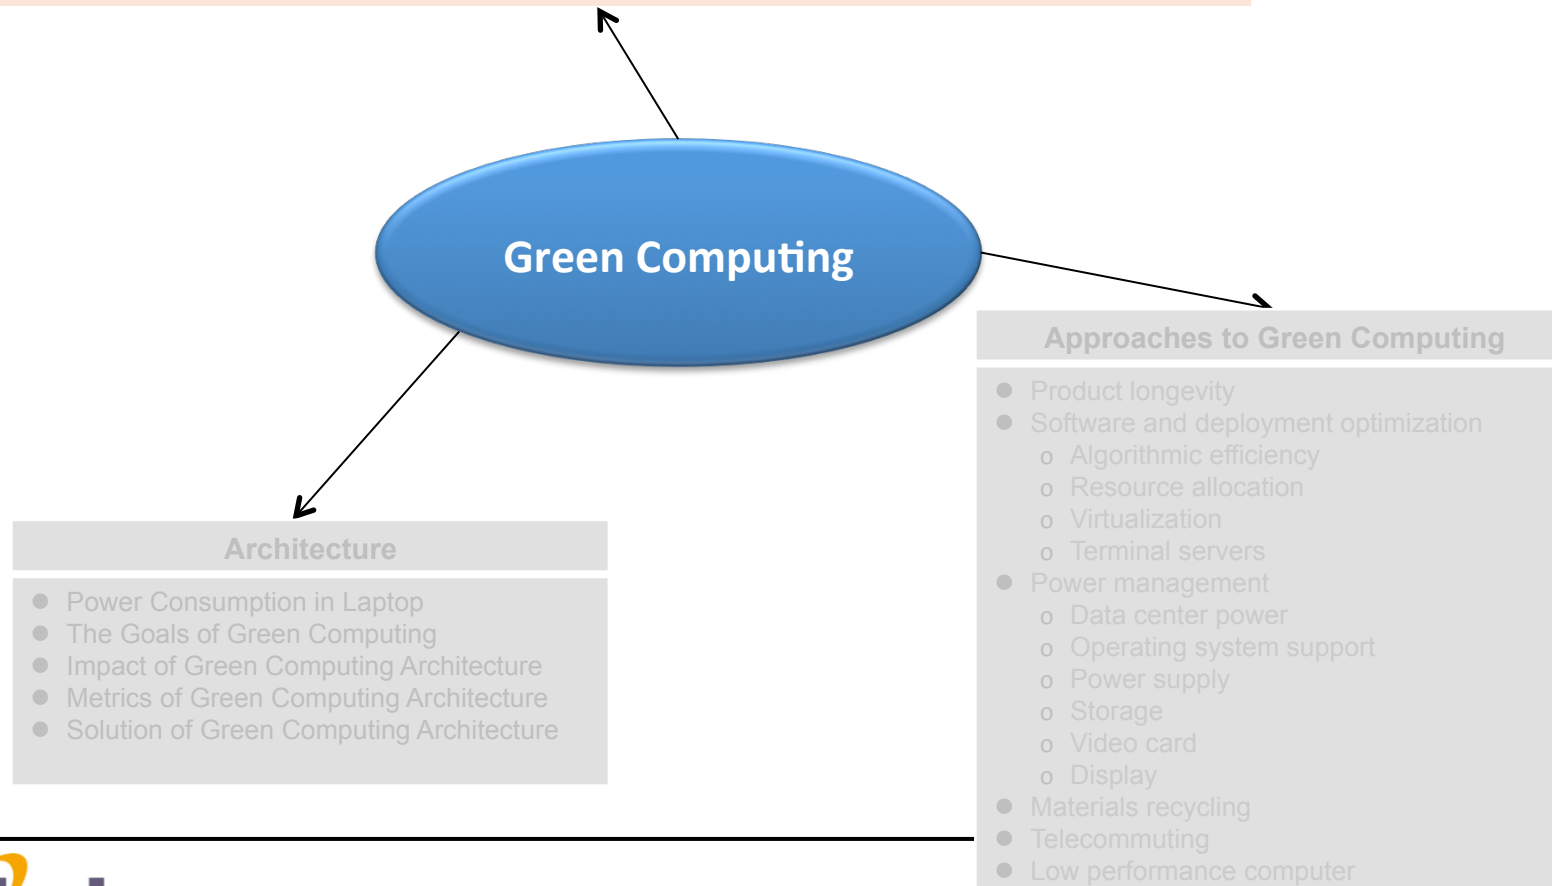 Green Computing
Approaches to Green Computing
● Product longevity
● Software and deployment optimization
o Algorithmic efficiency
o Resource allocation
o Virtualization
o Terminal servers
● Power management
o Data center power
o Operating system support
o Power supply
o Storage
o Video card
o Display
● Materials recycling
● Telecommuting
● Low performance computer
Architecture
● Power Consumption in Laptop
● The Goals of Green Computing
● Impact of Green Computing Architecture
● Metrics of Green Computing Architecture
● Solution of Green Computing Architecture